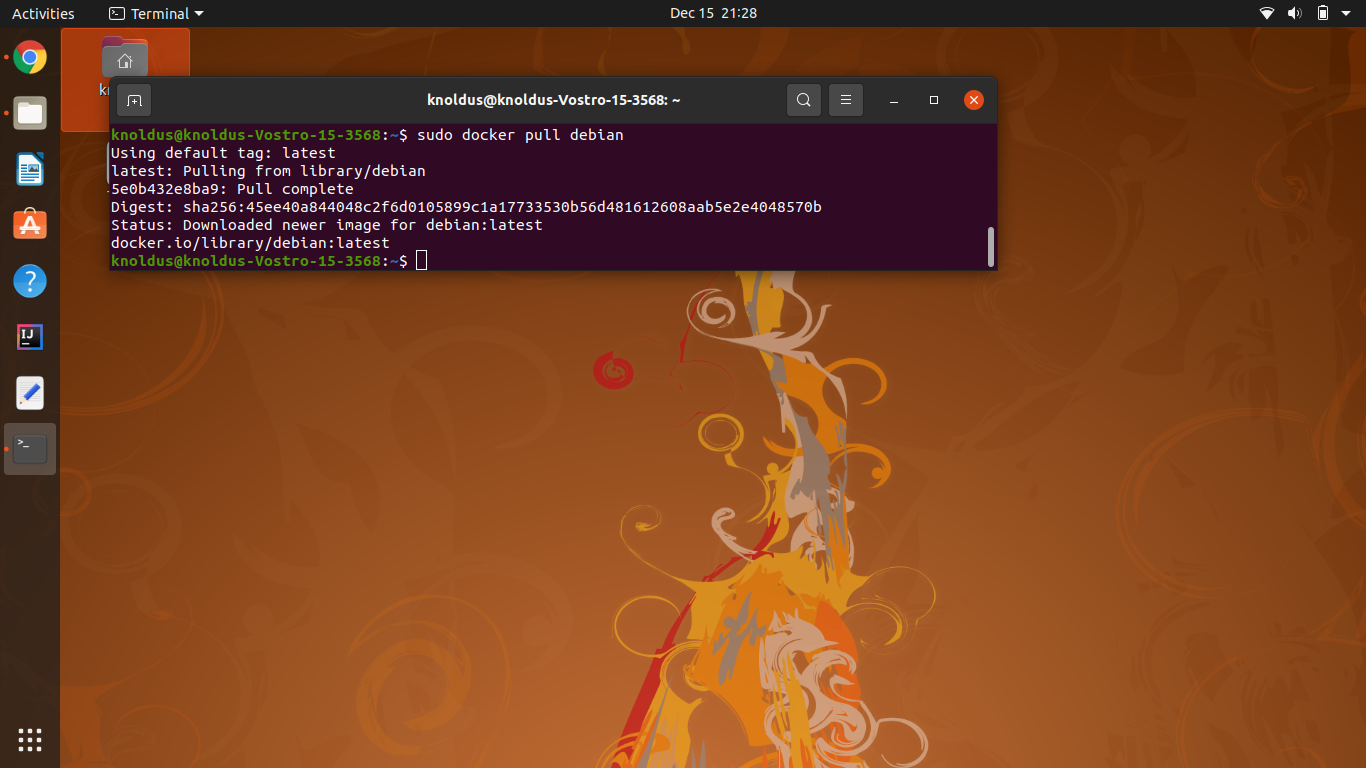 Activities
Terminal
Dec 15 21:28
knoldus@knoldus-Vostro-15-3568: ~
knoldus@knoldus-Vostro-15-3568:~$ sudo docker pull debian
Using default tag: latest
latest: Pulling from library/debian
5e0b432e8ba9: Pull complete
Digest: sha256:45ee40a844048c2f6d0105899c1a17733530b56d481612608aab5e2e4048570b
Status: Downloaded newer image for debian:latest
docker.io/library/debian:latest
knoldus@knoldus-Vostro-15-3568:~$
IJ